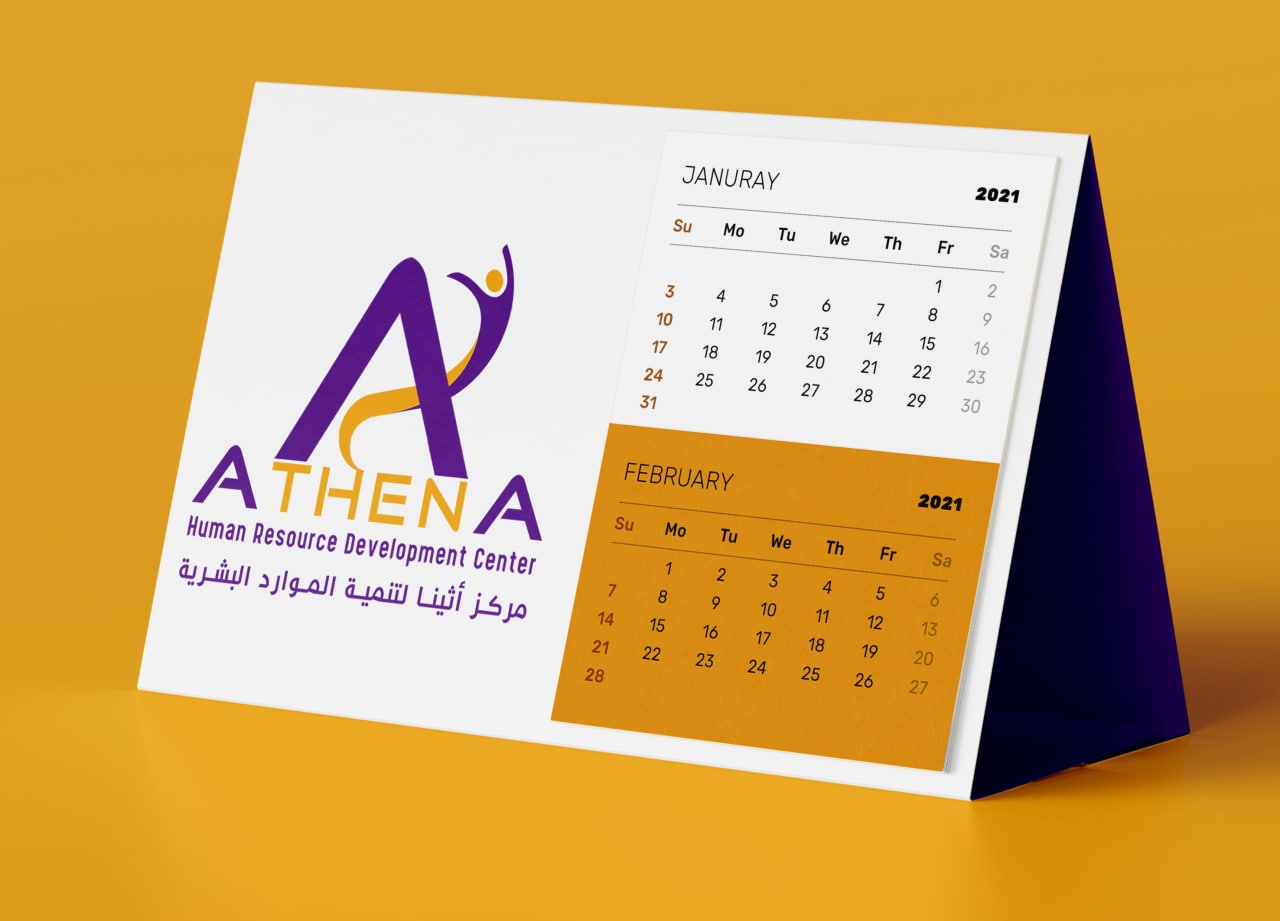 ATHENA
Human Resource Development Center
مركز أثينا لتنمية الموارد البشرية
JANURAY 2021
Su Mo Tu We Th Fr Sa
1 2
3 4 5 6 7 8 9
10 11 12 13 14 15 16
17 18 19 20 21 22 23
24 25 26 27 28 29 30
31
FEBRUARY 2021
Su Mo Tu We Th Fr Sa
1 2 3 4 5 6
7 8 9 10 11 12 13
14 15 16 17 18 19 20
21 22 23 24 25 26 27
28